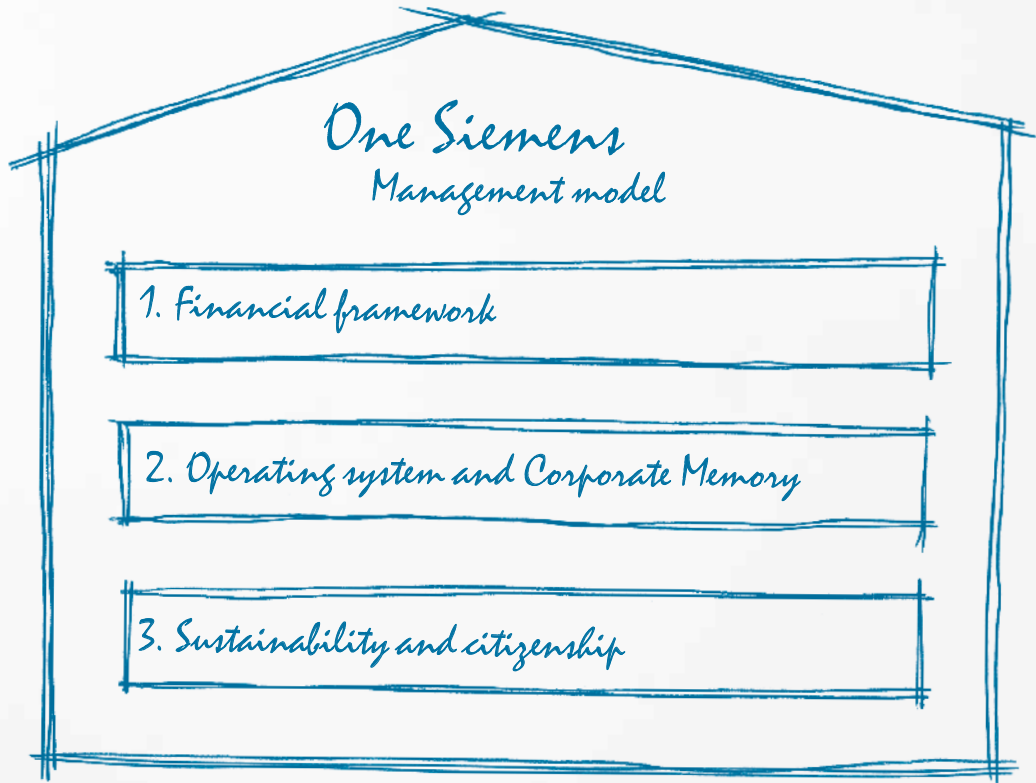 One Siemens
Management model
1. Financial framework
2. Operating system and Corporate Memory
3. Sustainability and citizenship